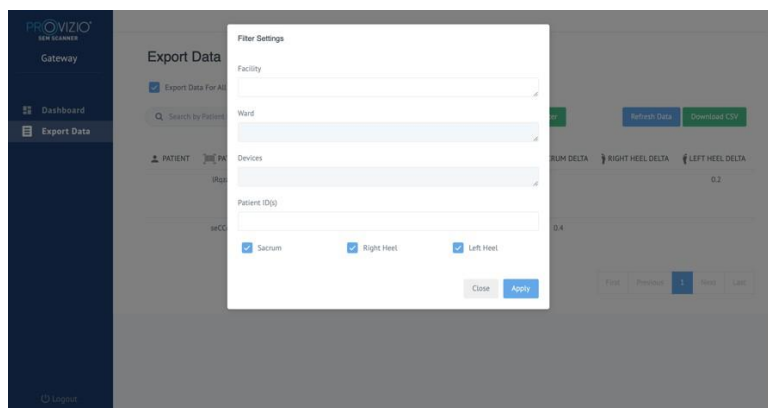 PROVIZIO
SEM SCANNER
Gateway
Dashboard
Export Data
Logout
Export Data
Export Data For All
Search by Patient
Refresh Data
Download CSV
PATIENT
RIGHT HEEL DELTA
LEFT HEEL DELTA
0.2
0.4
First Previous 1 Next Last
Filter Settings
Facility
Ward
Devices
Patient ID(s)
Sacrum Right Heel Left Heel
Close Apply